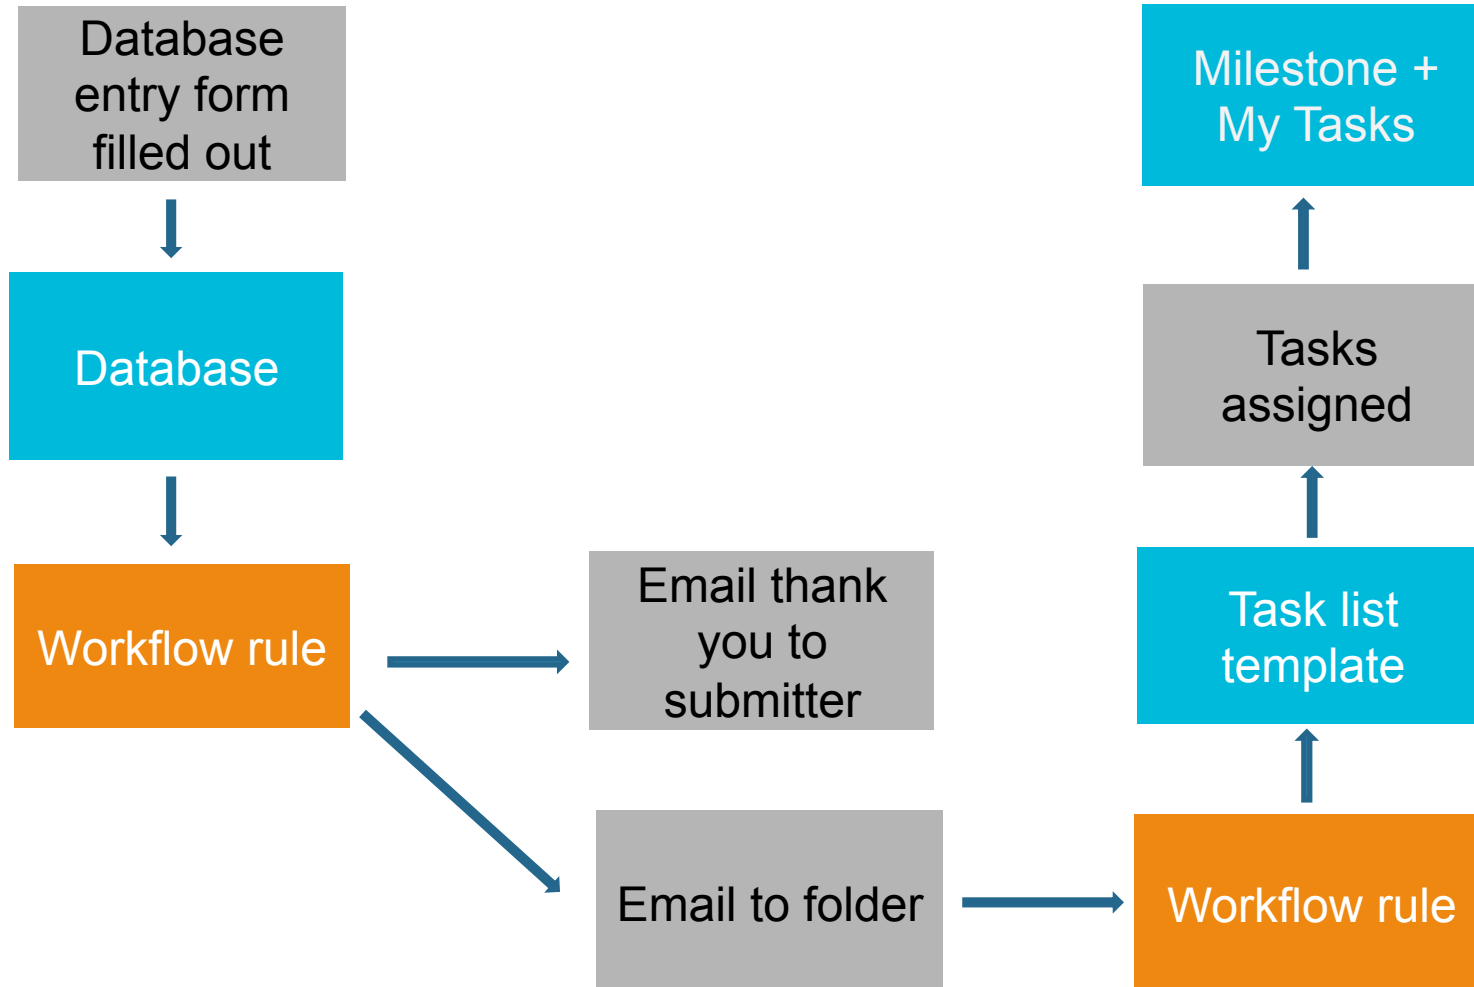 Database
entry form
filled out
Database
Workflow rule
Email thank
you to
submitter
Email to folder
Workflow rule
Task list
template
Tasks
assigned
Milestone +
My Tasks